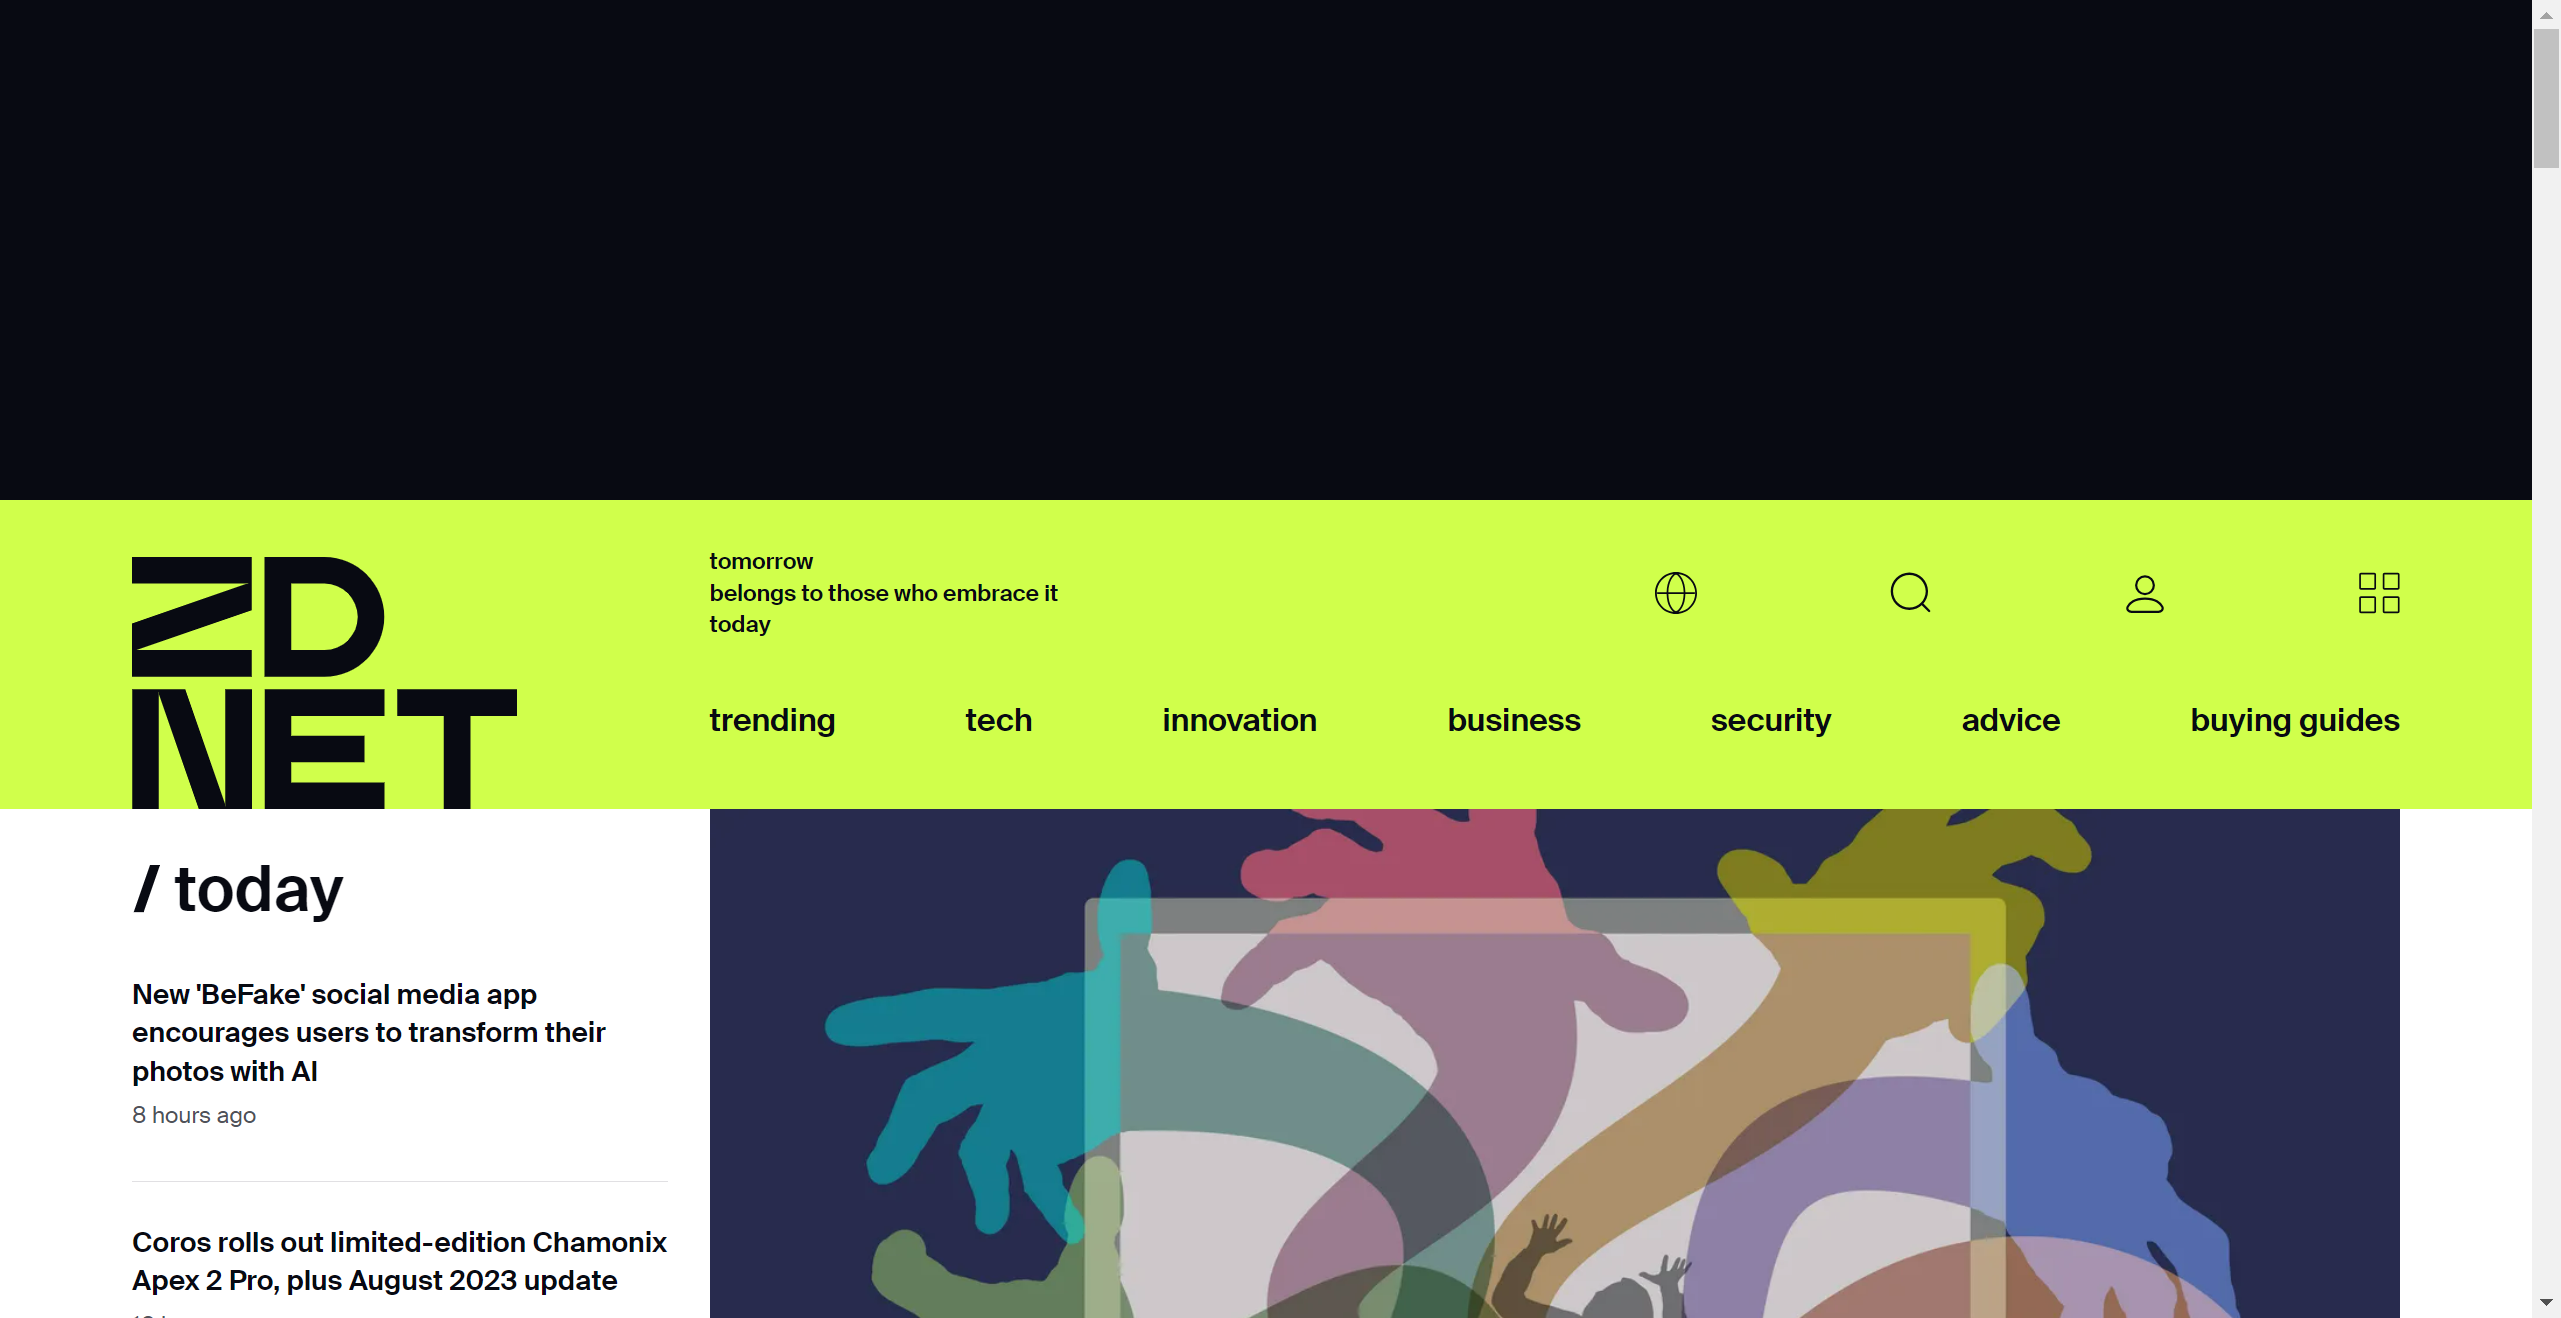 ZD
NET
tomorrow
belongs to those who embrace it
today
trending
tech
innovation
business
security
advice
buying guides
/ today
New 'BeFake' social media app
encourages users to transform their
photos with AI
8 hours ago
Coros rolls out limited-edition Chamonix
Apex 2 Pro, plus August 2023 update